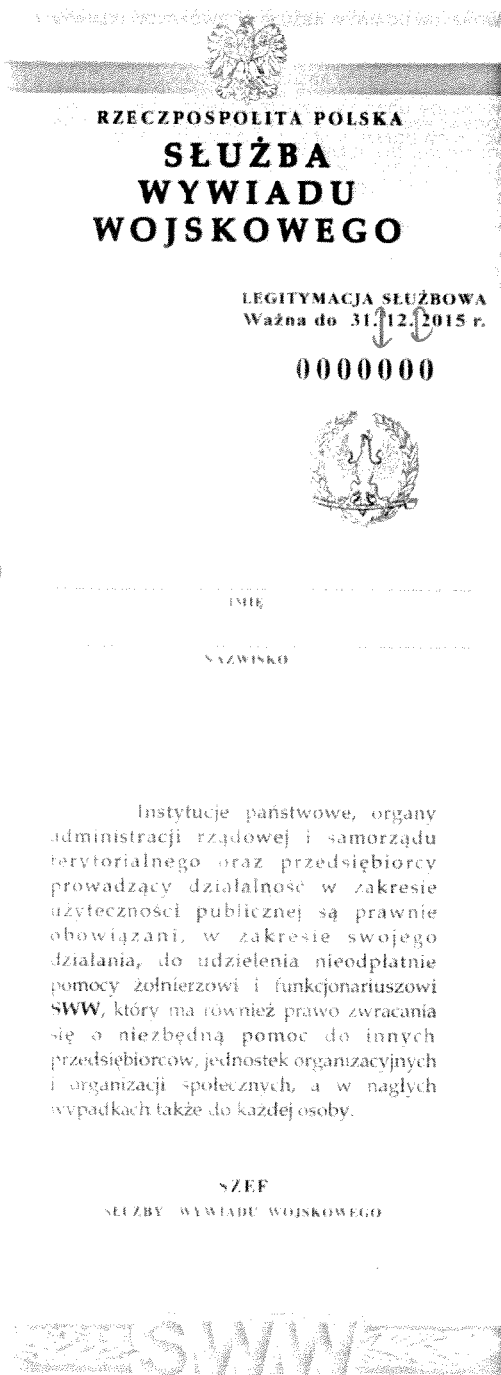 RZECZPOSPOLITA POLSKA
SŁUŻBA
WYWIADU
WOJSKOWEGO
LEGITYMACJA SŁUŻBOWA
Ważna do 31.12.2015 r.
0000000
IMIĘ
NAZWISKO
Instytucje państwowe, organy
administracji rządowej i samorządu
terytorialnego oraz przedsiębiorcy
prowadzący działalność w zakresie
użyteczności publicznej są prawnie
obowiązani, w zakresie swojego
działania, do udzielenia nieodpłatnie
pomocy żołnierzowi i funkcjonariuszowi
SWW, który ma również prawo zwracania
się o niezbędną pomoc do innych
przedsiębiorców, jednostek organizacyjnych
i organizacji społecznych, a w nagłych
wypadkach także do każdej osoby.
SZEF
SŁUŻBY WYWIADU WOJSKOWEGO
SWW